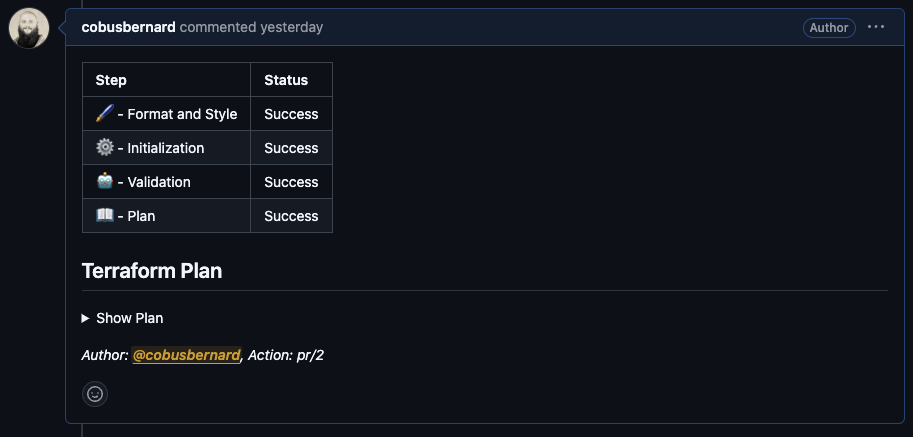 cobusbernard commented yesterday Author
Step Status
- Format and Style Success
- Initialization Success
- Validation Success
- Plan Success
Terraform Plan
Show Plan
Author: @cobusbernard, Action: pr/2